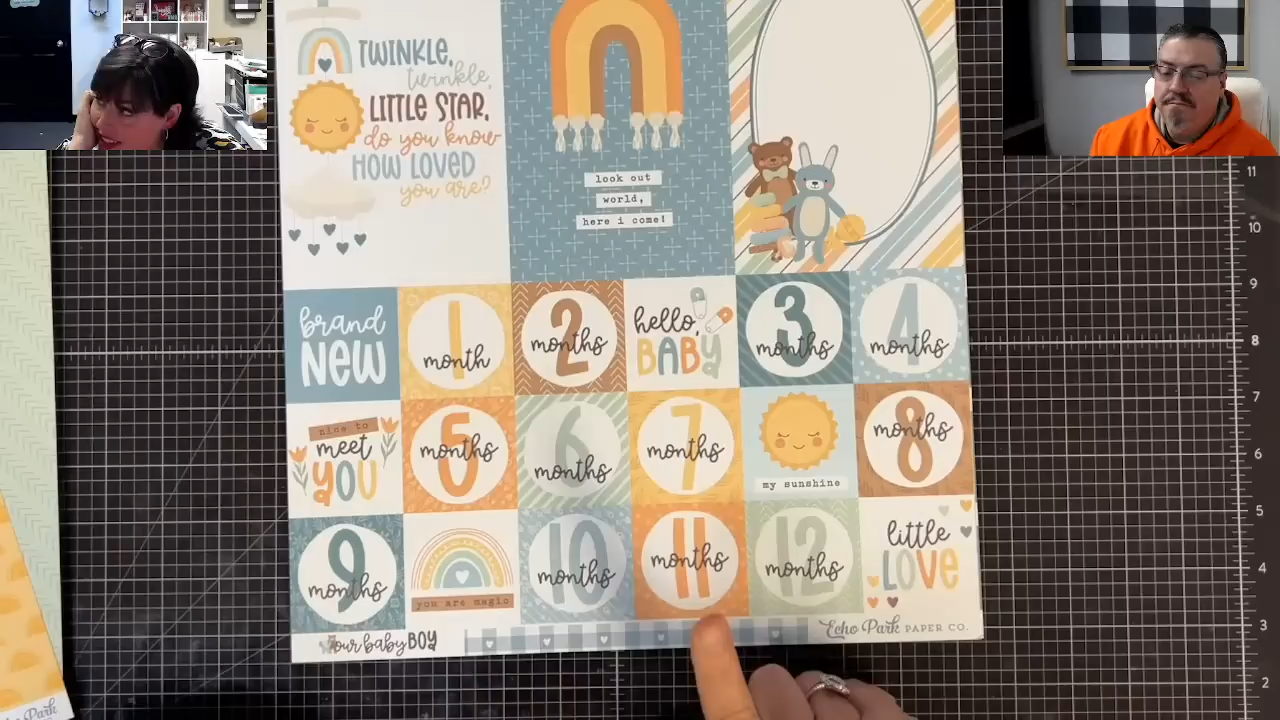 TWINKLE,
twinkle,
LITTLE STAR,
do you know
HOW LOVED
you are?
look out
world,
here i come!
brand
NEW
1
month
2
months
hello,
BABY
3
months
4
months
nice to
meet
YOU
5
months
6
months
7
months
my sunshine
8
months
9
months
you are magic
10
months
11
months
12
months
little
LOVE
Your baby BOY
Echo Park PAPER CO.
Park
11
10
9
8
7
6
5
4
3
2